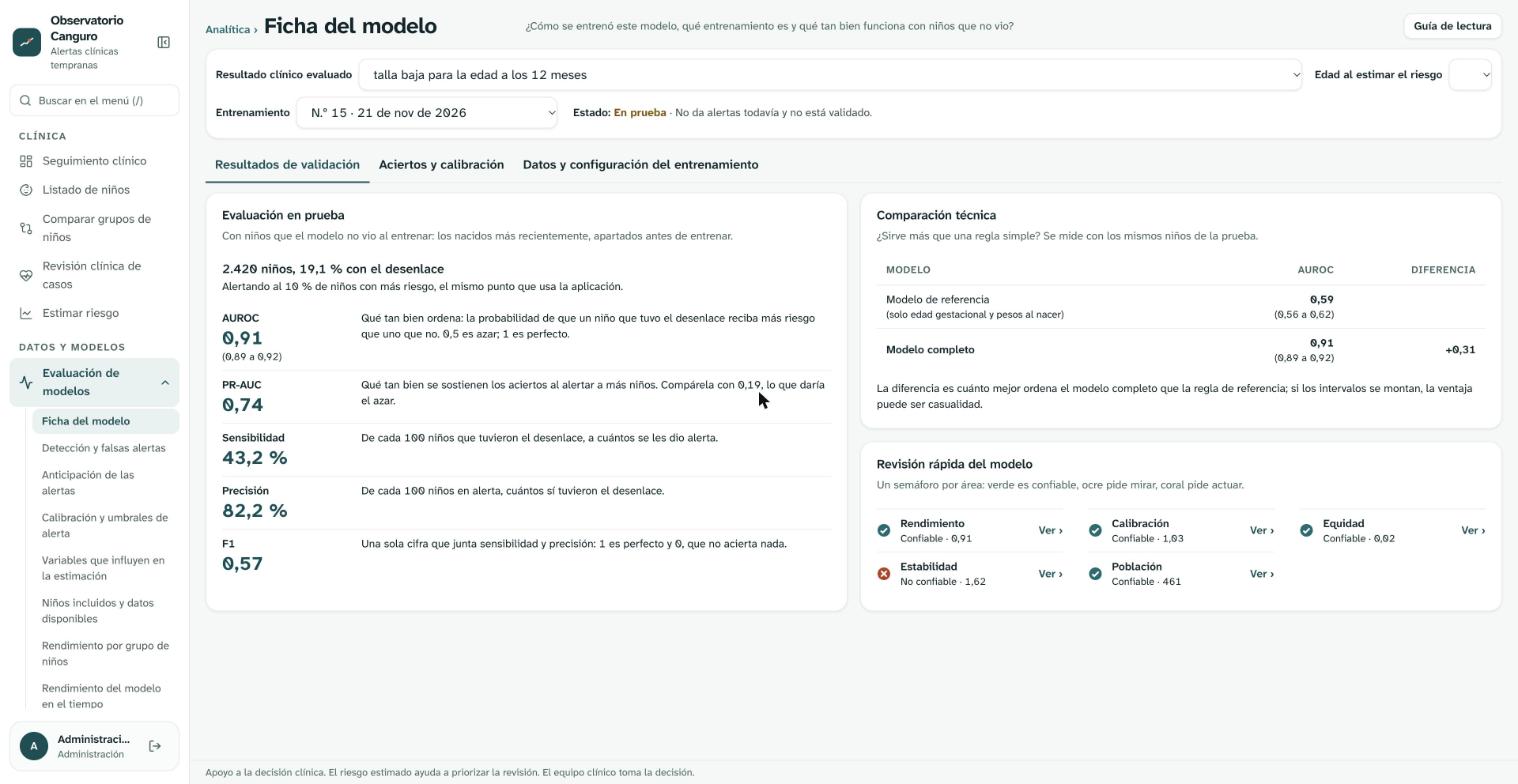 Observatorio
Canguro
Alertas clínicas
tempranas
Buscar en el menú (/)
CLÍNICA
Seguimiento clínico
Listado de niños
Comparar grupos de
niños
Revisión clínica de
casos
Estimar riesgo
DATOS Y MODELOS
Evaluación de
modelos
Ficha del modelo
Detección y falsas alertas
Anticipación de las
alertas
Calibración y umbrales de
alerta
Variables que influyen en
la estimación
Niños incluidos y datos
disponibles
Rendimiento por grupo de
niños
Rendimiento del modelo
en el tiempo
A
Administraci...
Administración
Analítica › Ficha del modelo
¿Cómo se entrenó este modelo, qué entrenamiento es y qué tan bien funciona con niños que no vio?
Guía de lectura
Resultado clínico evaluado talla baja para la edad a los 12 meses Edad al estimar el riesgo
Entrenamiento N.º 15 · 21 de nov de 2026 Estado: En prueba · No da alertas todavía y no está validado.
Resultados de validación Aciertos y calibración Datos y configuración del entrenamiento
Evaluación en prueba
Con niños que el modelo no vio al entrenar: los nacidos más recientemente, apartados antes de entrenar.
2.420 niños, 19,1 % con el desenlace
Alertando al 10 % de niños con más riesgo, el mismo punto que usa la aplicación.
AUROC
0,91
(0,89 a 0,92)
Qué tan bien ordena: la probabilidad de que un niño que tuvo el desenlace reciba más riesgo
que uno que no. 0,5 es azar; 1 es perfecto.
PR-AUC
0,74
Qué tan bien se sostienen los aciertos al alertar a más niños. Compárela con 0,19, lo que daría
el azar.
Sensibilidad
43,2 %
De cada 100 niños que tuvieron el desenlace, a cuántos se les dio alerta.
Precisión
82,2 %
De cada 100 niños en alerta, cuántos sí tuvieron el desenlace.
F1
0,57
Una sola cifra que junta sensibilidad y precisión: 1 es perfecto y 0, que no acierta nada.
Comparación técnica
¿Sirve más que una regla simple? Se mide con los mismos niños de la prueba.
MODELO AUROC DIFERENCIA
Modelo de referencia 0,59
(solo edad gestacional y pesos al nacer) (0,56 a 0,62)
Modelo completo 0,91 +0,31
(0,89 a 0,92)
La diferencia es cuánto mejor ordena el modelo completo que la regla de referencia; si los intervalos se montan, la ventaja
puede ser casualidad.
Revisión rápida del modelo
Un semáforo por área: verde es confiable, ocre pide mirar, coral pide actuar.
Rendimiento
Confiable · 0,91
Ver ›
Calibración
Confiable · 1,03
Ver ›
Equidad
Confiable · 0,02
Ver ›
Estabilidad
No confiable · 1,62
Ver ›
Población
Confiable · 461
Ver ›
Apoyo a la decisión clínica. El riesgo estimado ayuda a priorizar la revisión. El equipo clínico toma la decisión.